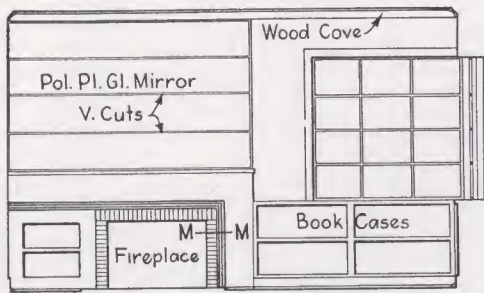 Wood Cove
Pol. Pl. Gl. Mirror
V. Cuts
M M
Book Cases
Fireplace